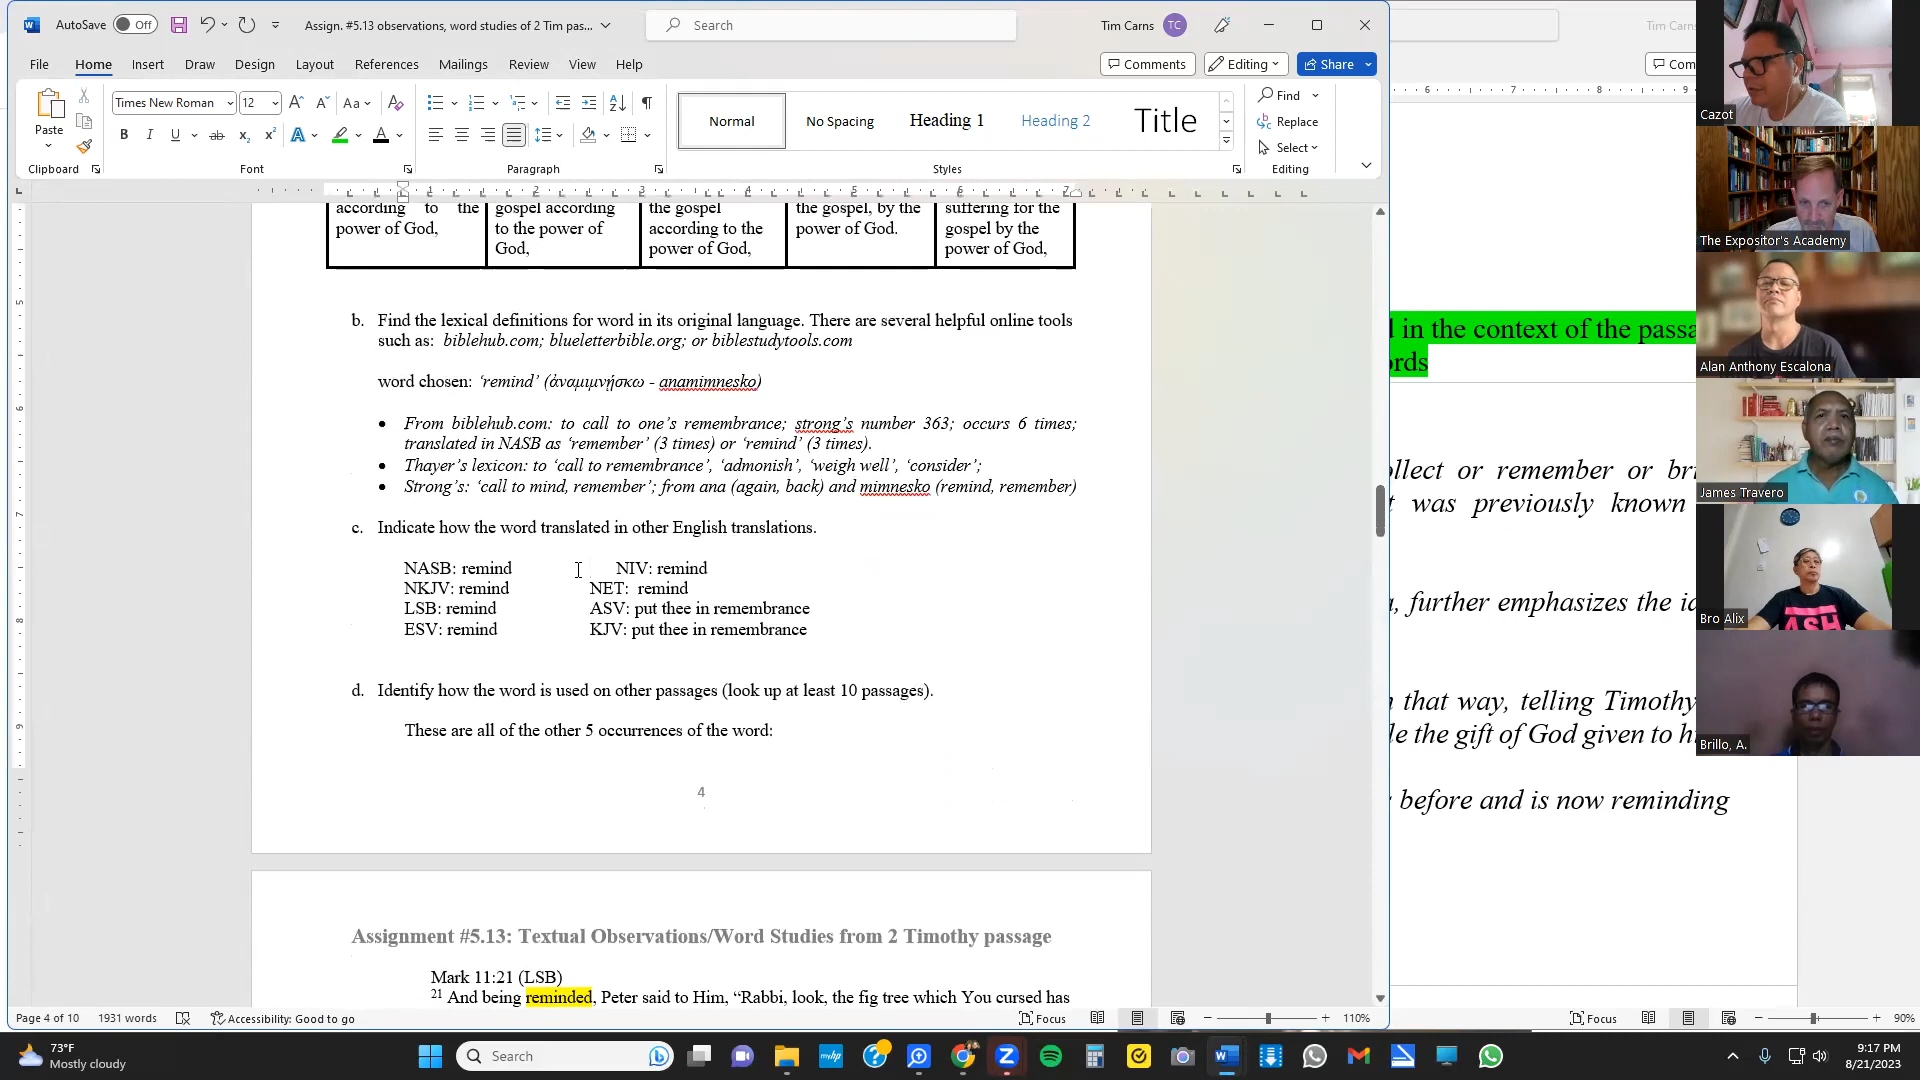 AutoSave Off
Assign. #5.13 observations, word studies of 2 Tim pas...
Search
Tim Carns TC
File Home Insert Draw Design Layout References Mailings Review View Help
Comments Editing Share
Paste
Clipboard
Times New Roman 12
Font
Paragraph
Normal
No Spacing
Heading 1
Heading 2
Title
Styles
Find
Replace
Select
Editing
according to the
power of God,
gospel according
to the power of
God,
the gospel
according to the
power of God,
the gospel, by the
power of God.
suffering for the
gospel by the
power of God,
b. Find the lexical definitions for word in its original language. There are several helpful online tools
such as: biblehub.com; blueletterbible.org; or biblestudytools.com
word chosen: ‘remind’ (ἀναμιμνήσκω - anamimnesko)
• From biblehub.com: to call to one’s remembrance; strong’s number 363; occurs 6 times;
translated in NASB as ‘remember’ (3 times) or ‘remind’ (3 times).
• Thayer’s lexicon: to ‘call to remembrance’, ‘admonish’, ‘weigh well’, ‘consider’;
• Strong’s: ‘call to mind, remember’; from ana (again, back) and mimnesko (remind, remember)
c. Indicate how the word translated in other English translations.
NASB: remind NIV: remind
NKJV: remind NET: remind
LSB: remind ASV: put thee in remembrance
ESV: remind KJV: put thee in remembrance
d. Identify how the word is used on other passages (look up at least 10 passages).
These are all of the other 5 occurrences of the word:
4
Assignment #5.13: Textual Observations/Word Studies from 2 Timothy passage
Mark 11:21 (LSB)
21 And being reminded, Peter said to Him, “Rabbi, look, the fig tree which You cursed has
Page 4 of 10 1931 words Accessibility: Good to go Focus 110%
Tim Carns
Com
in the context of the passa
ords
ollect or remember or bri
was previously known
further emphasizes the
that way, telling Timothy
the gift of God given to
before and is now reminding
Focus 90%
Cazot
The Expositor's Academy
Alan Anthony Escalona
James Travero
Bro Alix
ASH
Brillo, A.
73°F
Mostly cloudy
Search
9:17 PM
8/21/2023